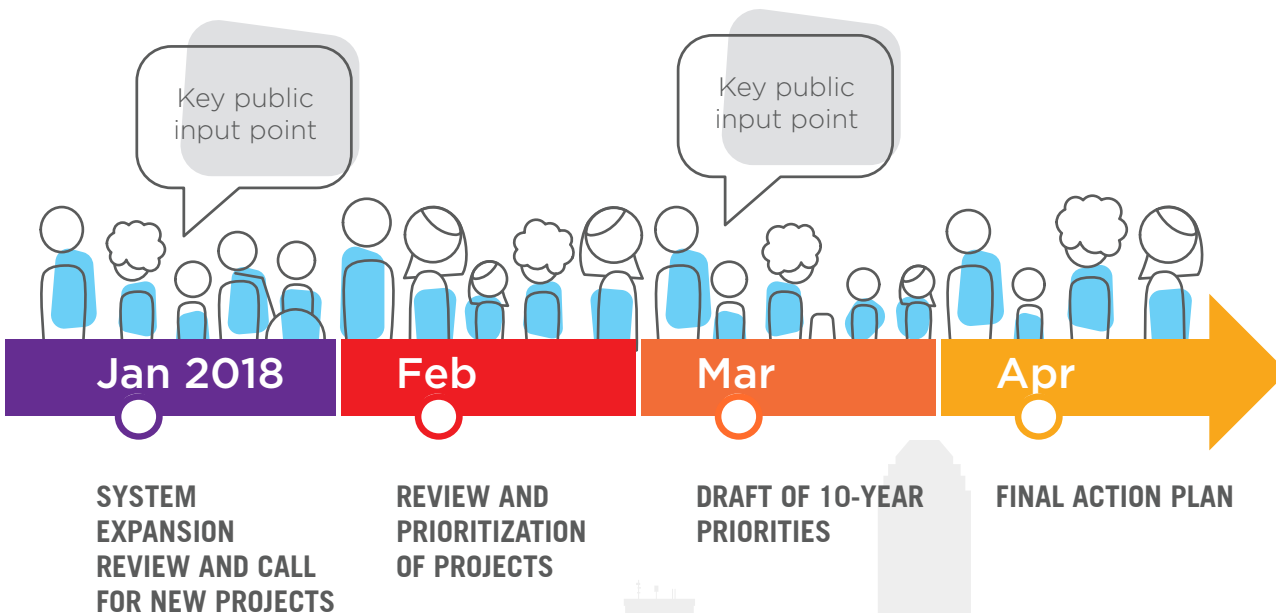 Key public
input point
Key public
input point
Jan 2018
Feb
Mar
Apr
SYSTEM
EXPANSION
REVIEW AND CALL
FOR NEW PROJECTS
REVIEW AND
PRIORITIZATION
OF PROJECTS
DRAFT OF 10-YEAR
PRIORITIES
FINAL ACTION PLAN